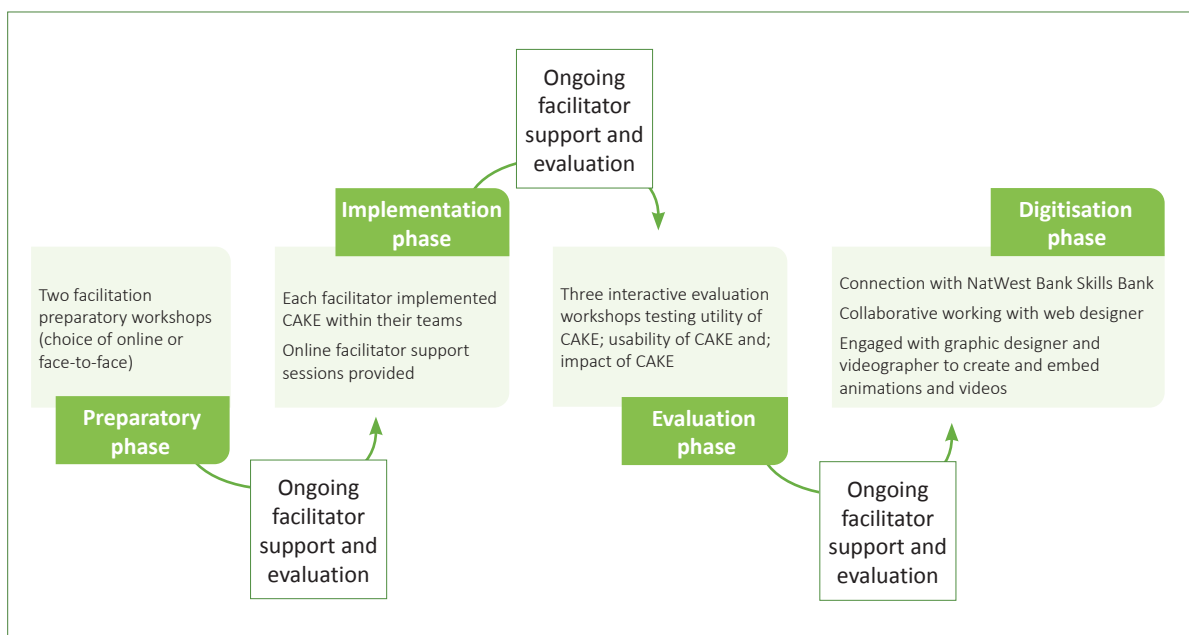 Two facilitation
preparatory workshops
(choice of online or
face-to-face)
Preparatory
phase
Ongoing
facilitator
support and
evaluation
Implementation
phase
Each facilitator implemented
CAKE within their teams
Online facilitator support
sessions provided
Ongoing
facilitator
support and
evaluation
Three interactive evaluation
workshops testing utility of
CAKE; usability of CAKE and;
impact of CAKE
Evaluation
phase
Ongoing
facilitator
support and
evaluation
Digitisation
phase
Connection with NatWest Bank Skills Bank
Collaborative working with web designer
Engaged with graphic designer and
videographer to create and embed
animations and videos